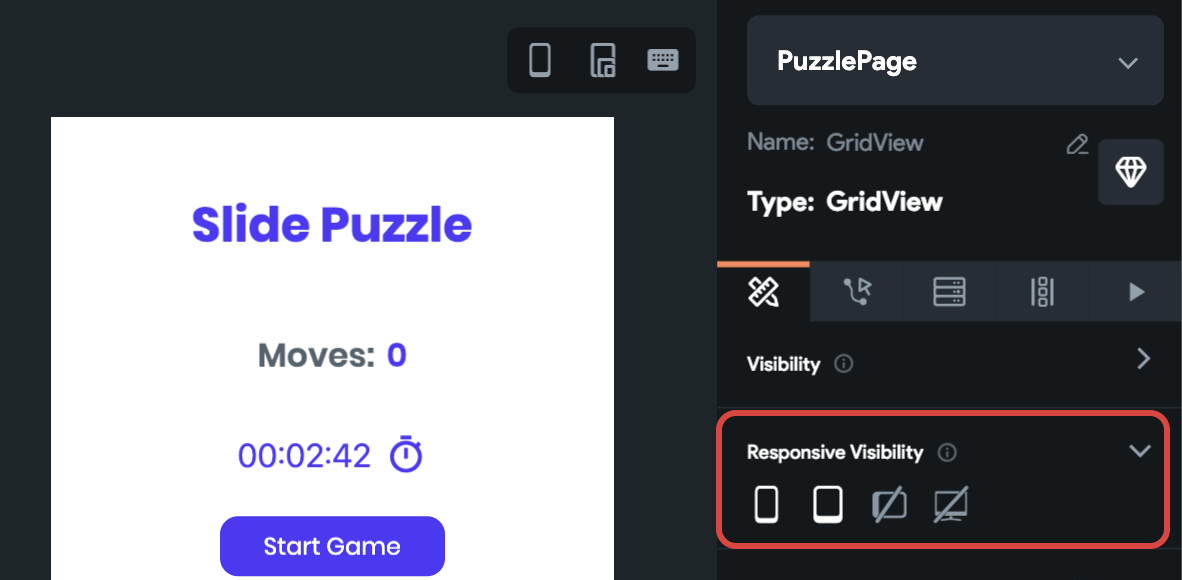 PuzzlePage
Name: GridView
Type: GridView
Slide Puzzle
Moves: 0
00:02:42
Start Game
Visibility
Responsive Visibility